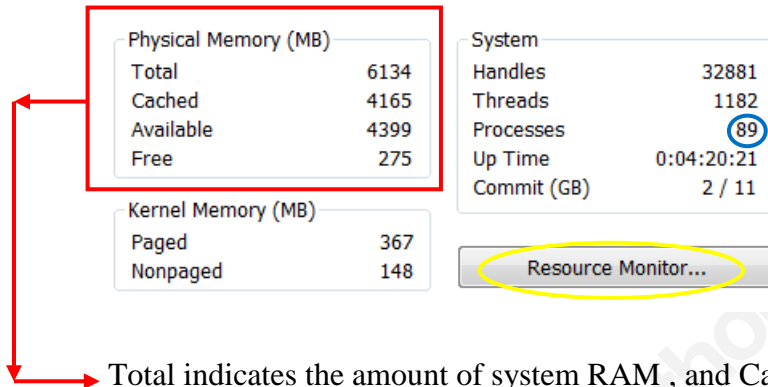 Physical Memory (MB)
Total 6134
Cached 4165
Available 4399
Free 275
Kernel Memory (MB)
Paged 367
Nonpaged 148
System
Handles 32881
Threads 1182
Processes 89
Up Time 0:04:20:21
Commit (GB) 2 / 11
Resource Monitor...
Total indicates the amount of system RAM , and Ca